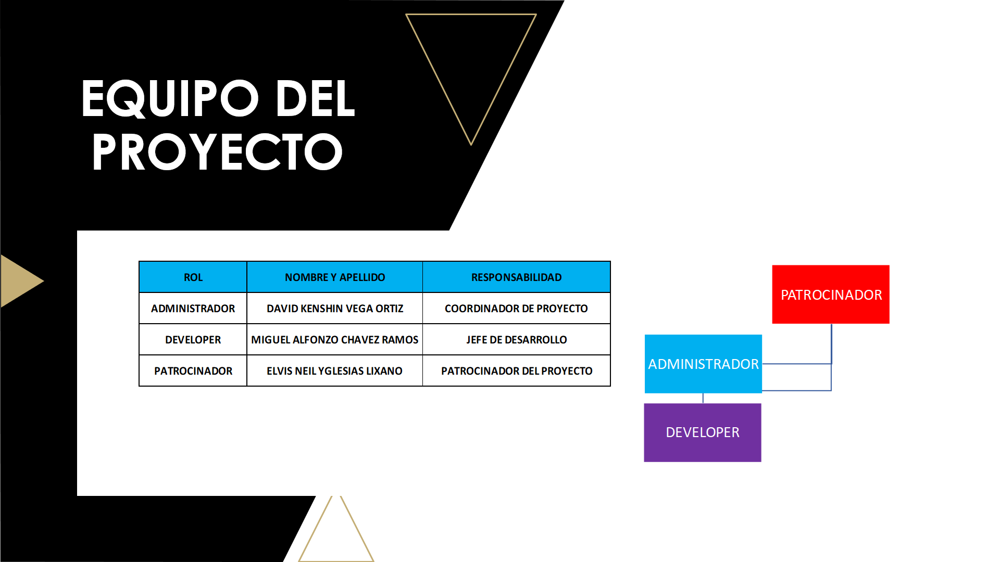 EQUIPO DEL
PROYECTO
ROL NOMBRE Y APELLIDO RESPONSABILIDAD
ADMINISTRADOR DAVID KENSHIN VEGA ORTIZ COORDINADOR DE PROYECTO
DEVELOPER MIGUEL ALFONZO CHAVEZ RAMOS JEFE DE DESARROLLO
PATROCINADOR ELVIS NEIL YGLESIAS LIXANO PATROCINADOR DEL PROYECTO
PATROCINADOR
ADMINISTRADOR
DEVELOPER